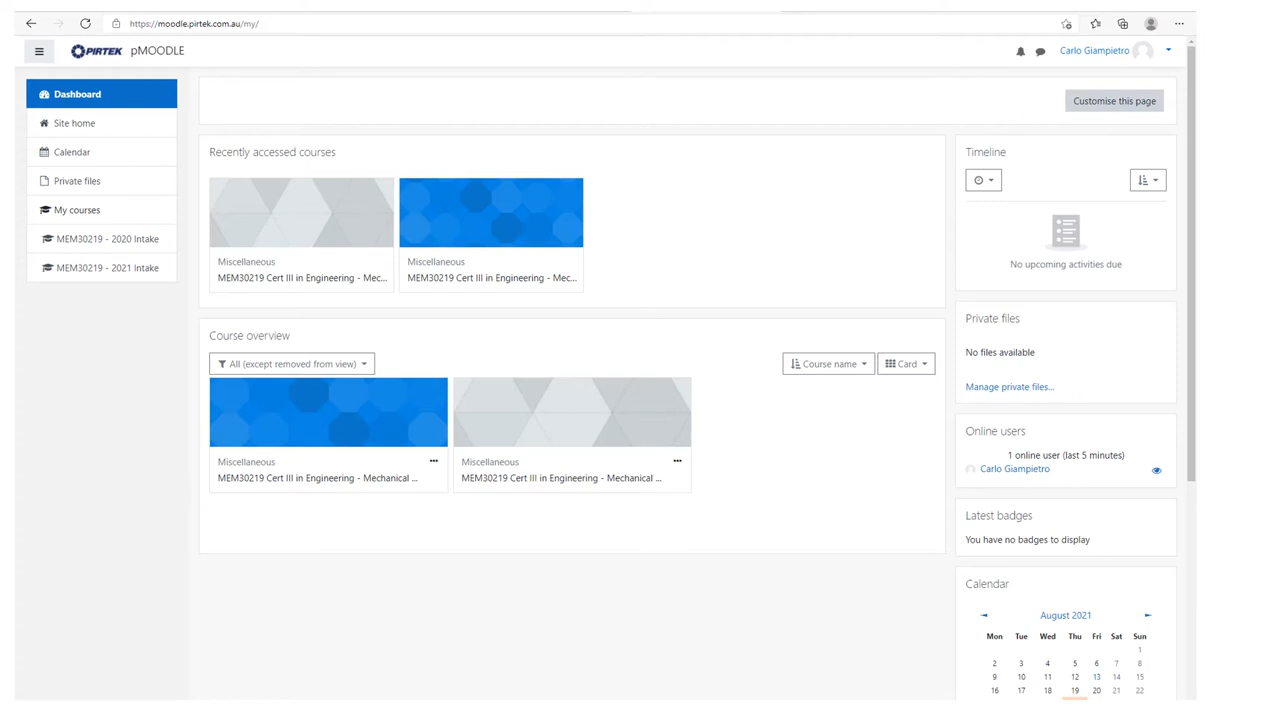 https://moodle.pirtek.com.au/my/
PIRTEK pMOODLE
Carlo Giampietro
Dashboard
Site home
Calendar
Private files
My courses
MEM30219 - 2020 Intake
MEM30219 - 2021 Intake
Customise this page
Recently accessed courses
Miscellaneous
MEM30219 Cert III in Engineering - Mec...
Miscellaneous
MEM30219 Cert III in Engineering - Mec...
Course overview
All (except removed from view)
Course name
Card
Miscellaneous
MEM30219 Cert III in Engineering - Mechanical ...
Miscellaneous
MEM30219 Cert III in Engineering - Mechanical ...
Timeline
No upcoming activities due
Private files
No files available
Manage private files...
Online users
1 online user (last 5 minutes)
Carlo Giampietro
Latest badges
You have no badges to display
Calendar
August 2021
Mon Tue Wed Thu Fri Sat Sun
1
2 3 4 5 6 7 8
9 10 11 12 13 14 15
16 17 18 19 20 21 22